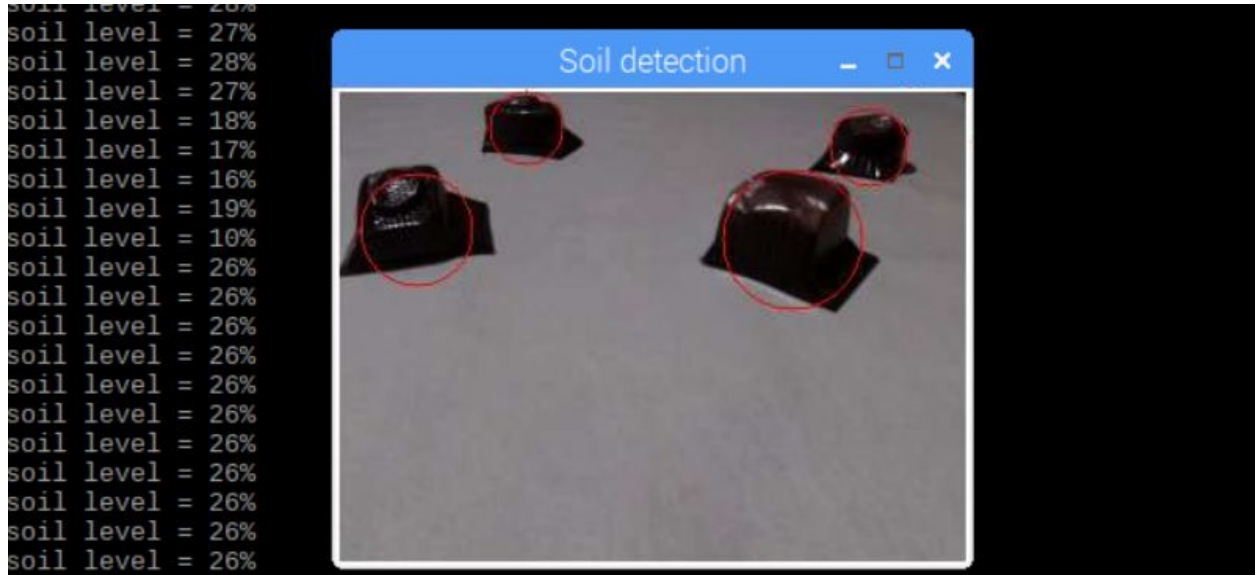 soil level = 28%
soil level = 27%
soil level = 28%
soil level = 27%
soil level = 18%
soil level = 17%
soil level = 16%
soil level = 19%
soil level = 10%
soil level = 26%
soil level = 26%
soil level = 26%
soil level = 26%
soil level = 26%
soil level = 26%
soil level = 26%
soil level = 26%
soil level = 26%
soil level = 26%
soil level = 26%
Soil detection